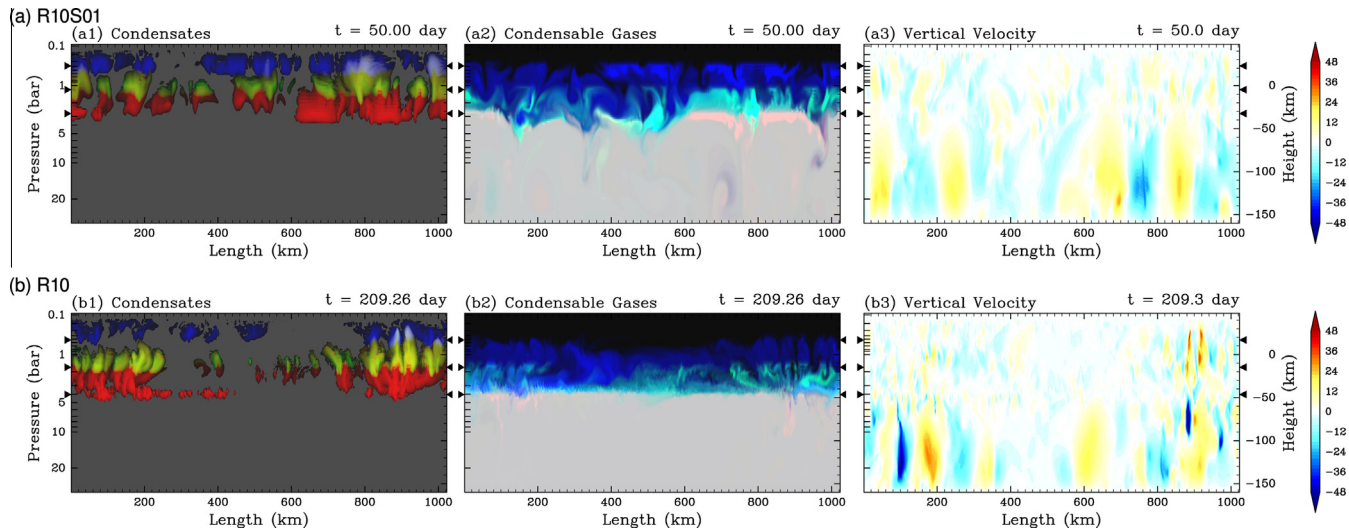 (a) R10S01
(a1) Condensates t = 50.00 day
(a2) Condensable Gases t = 50.00 day
(a3) Vertical Velocity t = 50.0 day
Pressure (bar)
0.1
1
5
10
20
200 400 600 800 1000
Length (km)
200 400 600 800 1000
Length (km)
200 400 600 800 1000
Length (km)
0
−50
−100
−150
Height (km)
48
36
24
12
0
−12
−24
−36
−48
(b) R10
(b1) Condensates t = 209.26 day
(b2) Condensable Gases t = 209.26 day
(b3) Vertical Velocity t = 209.3 day
Pressure (bar)
0.1
1
5
10
20
200 400 600 800 1000
Length (km)
200 400 600 800 1000
Length (km)
200 400 600 800 1000
Length (km)
0
−50
−100
−150
Height (km)
48
36
24
12
0
−12
−24
−36
−48